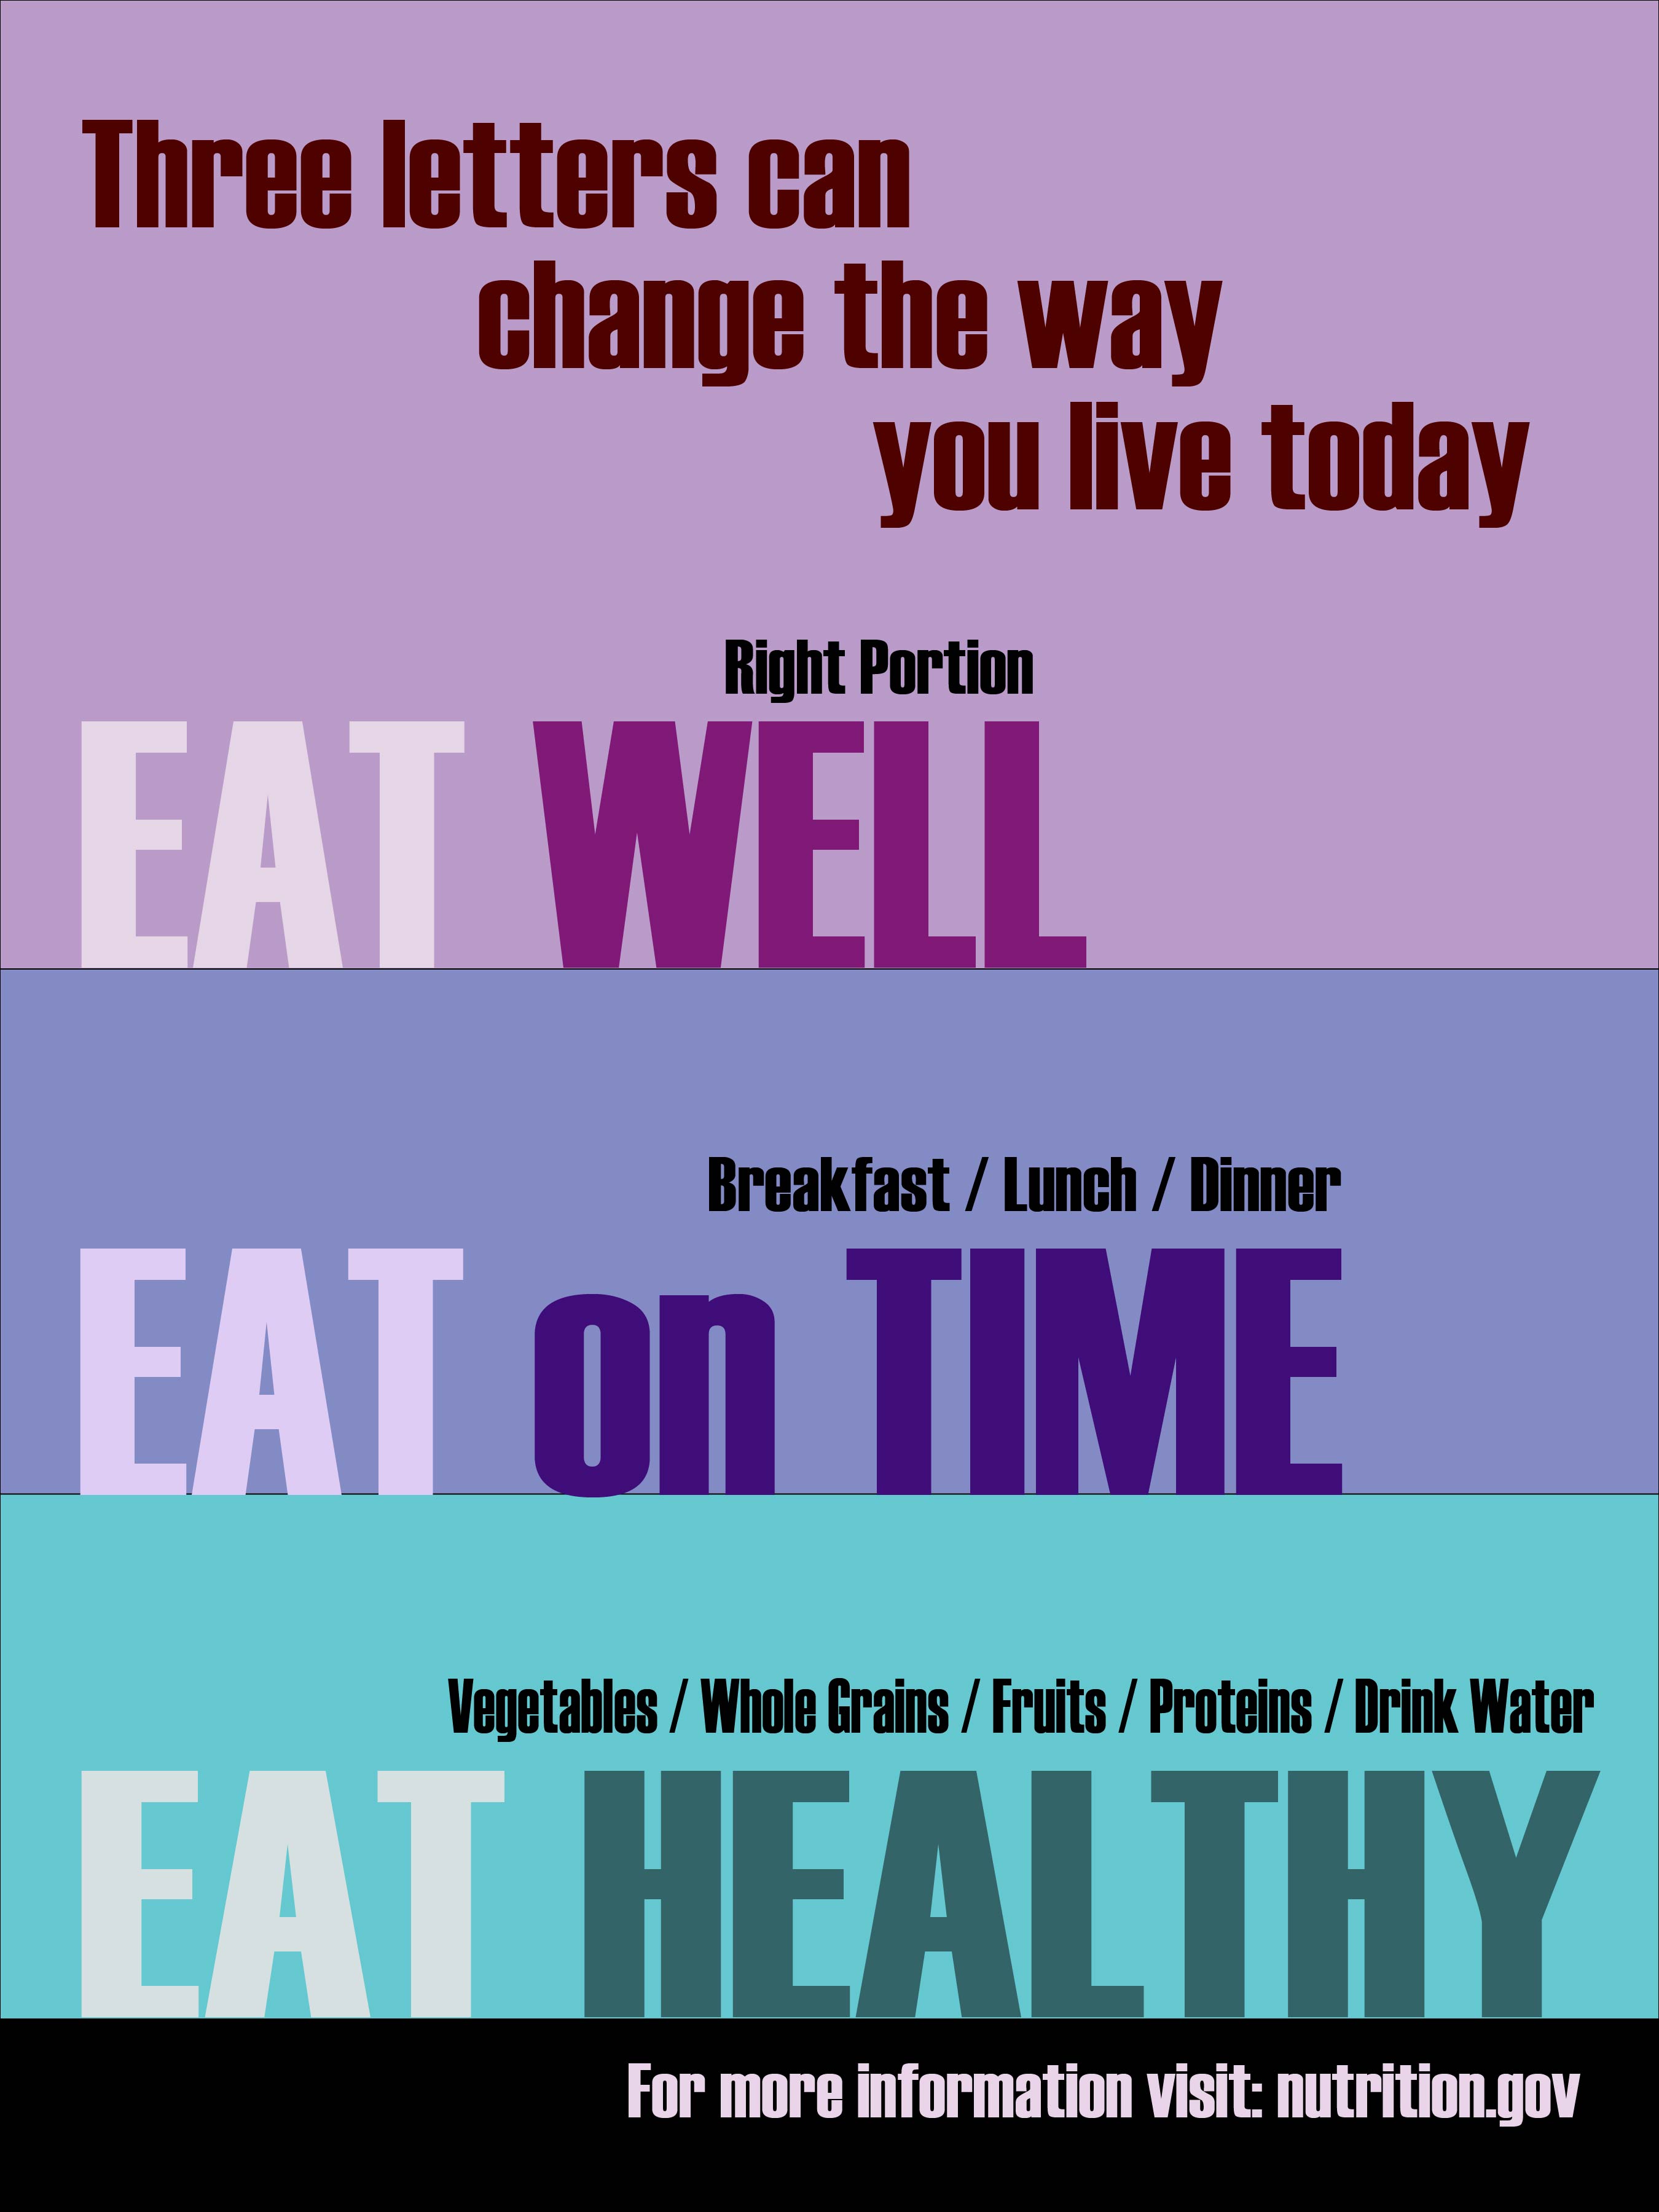 Three letters can
change the way
you live today
Right Portion
EAT WELL
Breakfast / Lunch / Dinner
EAT on TIME
Vegetables / Whole Grains / Fruits / Proteins / Drink Water
EAT HEALTHY
For more information visit: nutrition.gov